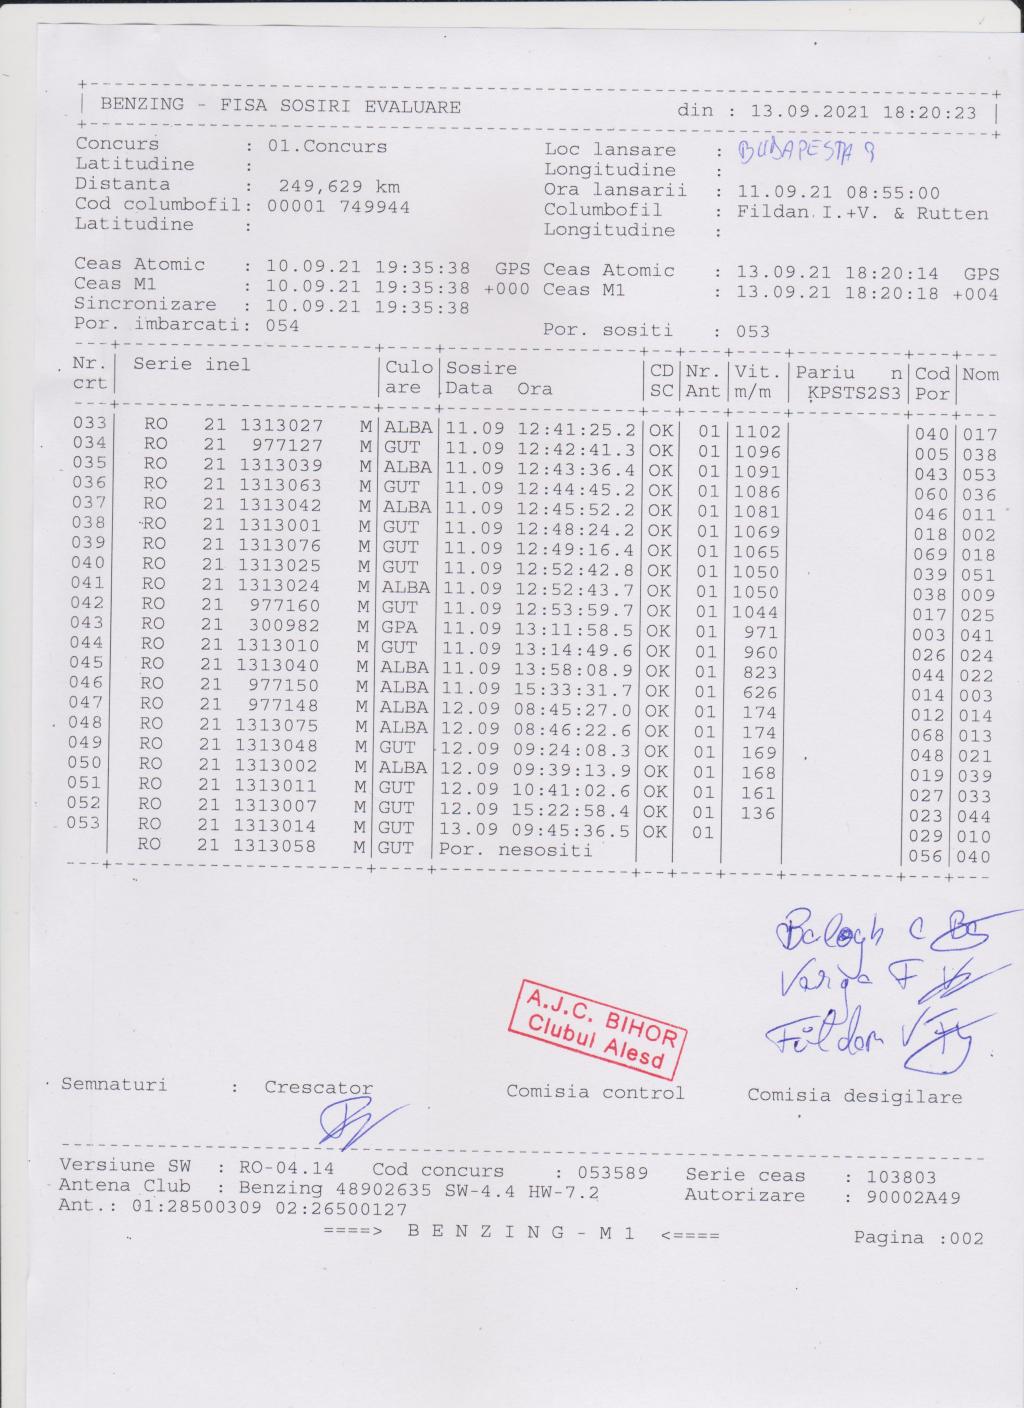 BENZING - FISA SOSIRI EVALUARE din : 13.09.2021 18:20:23
Concurs : 01.Concurs Loc lansare : BUDAPESTA 9
Latitudine : Longitudine :
Distanta : 249,629 km Ora lansarii : 11.09.21 08:55:00
Cod columbofil: 00001 749944 Columbofil : Fildan I.+V. & Rutten
Latitudine : Longitudine :
Ceas Atomic : 10.09.21 19:35:38 GPS Ceas Atomic : 13.09.21 18:20:14 GPS
Ceas M1 : 10.09.21 19:35:38 +000 Ceas M1 : 13.09.21 18:20:18 +004
Sincronizare : 10.09.21 19:35:38
Por. imbarcati: 054 Por. sositi : 053
Nr. Serie inel Culo Sosire CD Nr. Vit. Pariu n Cod Nom
crt are Data Ora SC Ant m/m KPSTS2S3 Por
033 RO 21 1313027 M ALBA 11.09 12:41:25.2 OK 01 1102 040 017
034 RO 21 977127 M GUT 11.09 12:42:41.3 OK 01 1096 005 038
035 RO 21 1313039 M ALBA 11.09 12:43:36.4 OK 01 1091 043 053
036 RO 21 1313063 M GUT 11.09 12:44:45.2 OK 01 1086 060 036
037 RO 21 1313042 M ALBA 11.09 12:45:52.2 OK 01 1081 046 011
038 RO 21 1313001 M GUT 11.09 12:48:24.2 OK 01 1069 018 002
039 RO 21 1313076 M GUT 11.09 12:49:16.4 OK 01 1065 069 018
040 RO 21 1313025 M GUT 11.09 12:52:42.8 OK 01 1050 039 051
041 RO 21 1313024 M ALBA 11.09 12:52:43.7 OK 01 1050 038 009
042 RO 21 977160 M GUT 11.09 12:53:59.7 OK 01 1044 017 025
043 RO 21 300982 M GPA 11.09 13:11:58.5 OK 01 971 003 041
044 RO 21 1313010 M GUT 11.09 13:14:49.6 OK 01 960 026 024
045 RO 21 1313040 M ALBA 11.09 13:58:08.9 OK 01 823 044 022
046 RO 21 977150 M ALBA 11.09 15:33:31.7 OK 01 626 014 003
047 RO 21 977148 M ALBA 12.09 08:45:27.0 OK 01 174 012 014
048 RO 21 1313075 M ALBA 12.09 08:46:22.6 OK 01 174 068 013
049 RO 21 1313048 M GUT 12.09 09:24:08.3 OK 01 169 048 021
050 RO 21 1313002 M ALBA 12.09 09:39:13.9 OK 01 168 019 039
051 RO 21 1313011 M GUT 12.09 10:41:02.6 OK 01 161 027 033
052 RO 21 1313007 M GUT 12.09 15:22:58.4 OK 01 136 023 044
053 RO 21 1313014 M GUT 13.09 09:45:36.5 OK 01 029 010
RO 21 1313058 M GUT Por. nesositi 056 040
Balogh C
Varga F
A.J.C. BIHOR
Clubul Alesd
Semnaturi : Crescator Comisia control Comisia desigilare
Versiune SW : RO-04.14 Cod concurs : 053589 Serie ceas : 103803
Antena Club : Benzing 48902635 SW-4.4 HW-7.2 Autorizare : 90002A49
Ant.: 01:28500309 02:26500127
====> B E N Z I N G - M 1 <==== Pagina :002